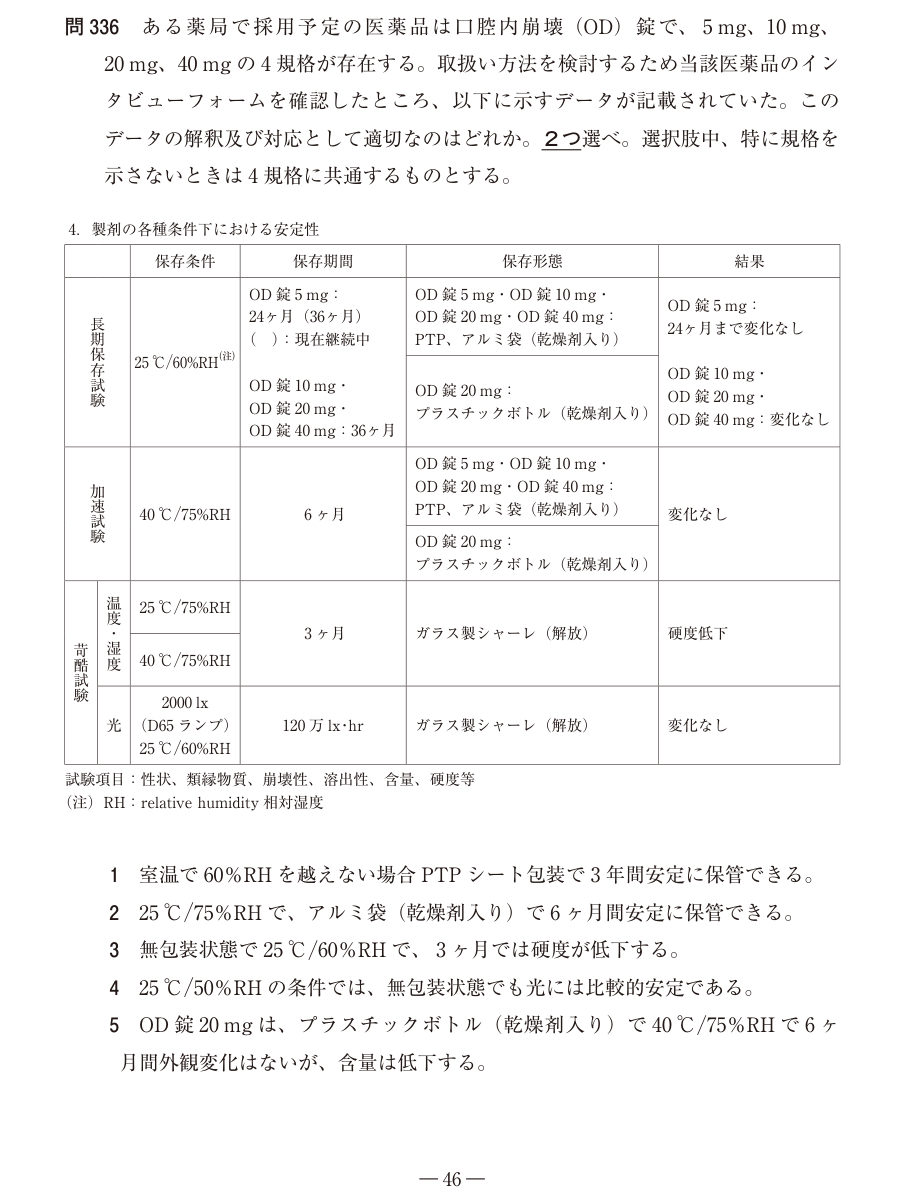 問 336 ある薬局で採用予定の医薬品は口腔内崩壊（OD）錠で、5 mg、10 mg、
20 mg、40 mg の 4 規格が存在する。取扱い方法を検討するため当該医薬品のイン
タビューフォームを確認したところ、以下に示すデータが記載されていた。この
データの解釈及び対応として適切なのはどれか。２つ選べ。選択肢中、特に規格を
示さないときは 4 規格に共通するものとする。
4. 製剤の各種条件下における安定性
保存条件 保存期間 保存形態 結果
長期保存試験
25 ℃/60%RH(注)
OD 錠 5 mg：
24ヶ月（36ヶ月）
（　）：現在継続中
OD 錠 10 mg・
OD 錠 20 mg・
OD 錠 40 mg：36ヶ月
OD 錠 5 mg・OD 錠 10 mg・
OD 錠 20 mg・OD 錠 40 mg：
PTP、アルミ袋（乾燥剤入り）
OD 錠 20 mg：
プラスチックボトル（乾燥剤入り）
OD 錠 5 mg：
24ヶ月まで変化なし
OD 錠 10 mg・
OD 錠 20 mg・
OD 錠 40 mg：変化なし
加速試験
40 ℃/75%RH
6 ヶ月
OD 錠 5 mg・OD 錠 10 mg・
OD 錠 20 mg・OD 錠 40 mg：
PTP、アルミ袋（乾燥剤入り）
OD 錠 20 mg：
プラスチックボトル（乾燥剤入り）
変化なし
苛酷試験
温度・湿度
25 ℃/75%RH
40 ℃/75%RH
3 ヶ月
ガラス製シャーレ（解放）
硬度低下
光
2000 lx
（D65 ランプ）
25 ℃/60%RH
120 万 lx･hr
ガラス製シャーレ（解放）
変化なし
試験項目：性状、類縁物質、崩壊性、溶出性、含量、硬度等
（注）RH：relative humidity 相対湿度
1 室温で 60%RH を越えない場合 PTP シート包装で 3 年間安定に保管できる。
2 25 ℃/75%RH で、アルミ袋（乾燥剤入り）で 6 ヶ月間安定に保管できる。
3 無包装状態で 25 ℃/60%RH で、3 ヶ月では硬度が低下する。
4 25 ℃/50%RH の条件では、無包装状態でも光には比較的安定である。
5 OD 錠 20 mg は、プラスチックボトル（乾燥剤入り）で 40 ℃/75%RH で 6 ヶ
月間外観変化はないが、含量は低下する。
― 46 ―